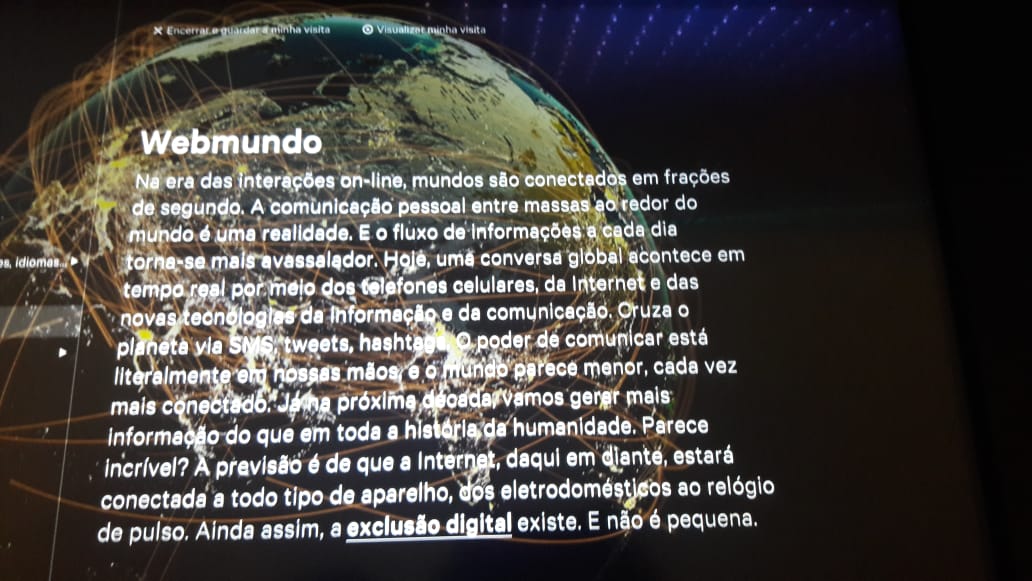 ✕ Encerrar e guardar a minha visita
Visualizar minha visita
Webmundo
Na era das interações on-line, mundos são conectados em frações
de segundo. A comunicação pessoal entre massas ao redor do
mundo é uma realidade. E o fluxo de informações a cada dia
es, idiomas...
torna-se mais avassalador. Hoje, uma conversa global acontece em
tempo real por meio dos telefones celulares, da Internet e das
novas tecnologias da informação e da comunicação. Cruza o
planeta via SMS, tweets, hashtags. O poder de comunicar está
literalmente em nossas mãos, e o mundo parece menor, cada vez
mais conectado. Já na próxima década, vamos gerar mais
informação do que em toda a história da humanidade. Parece
incrível? A previsão é de que a Internet, daqui em diante, estará
conectada a todo tipo de aparelho, dos eletrodomésticos ao relógio
de pulso. Ainda assim, a exclusão digital existe. E não é pequena.